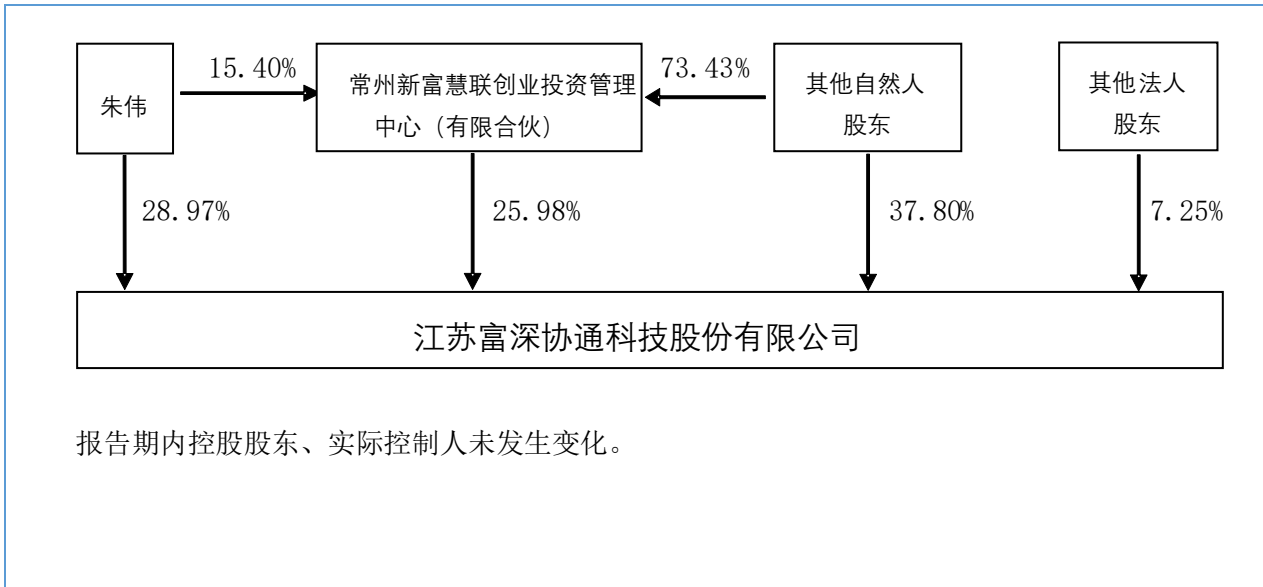 15.40%
73.43%
朱伟
常州新富慧联创业投资管理
中心（有限合伙）
其他自然人
股东
其他法人
股东
28.97%
25.98%
37.80%
7.25%
江苏富深协通科技股份有限公司
报告期内控股股东、实际控制人未发生变化。